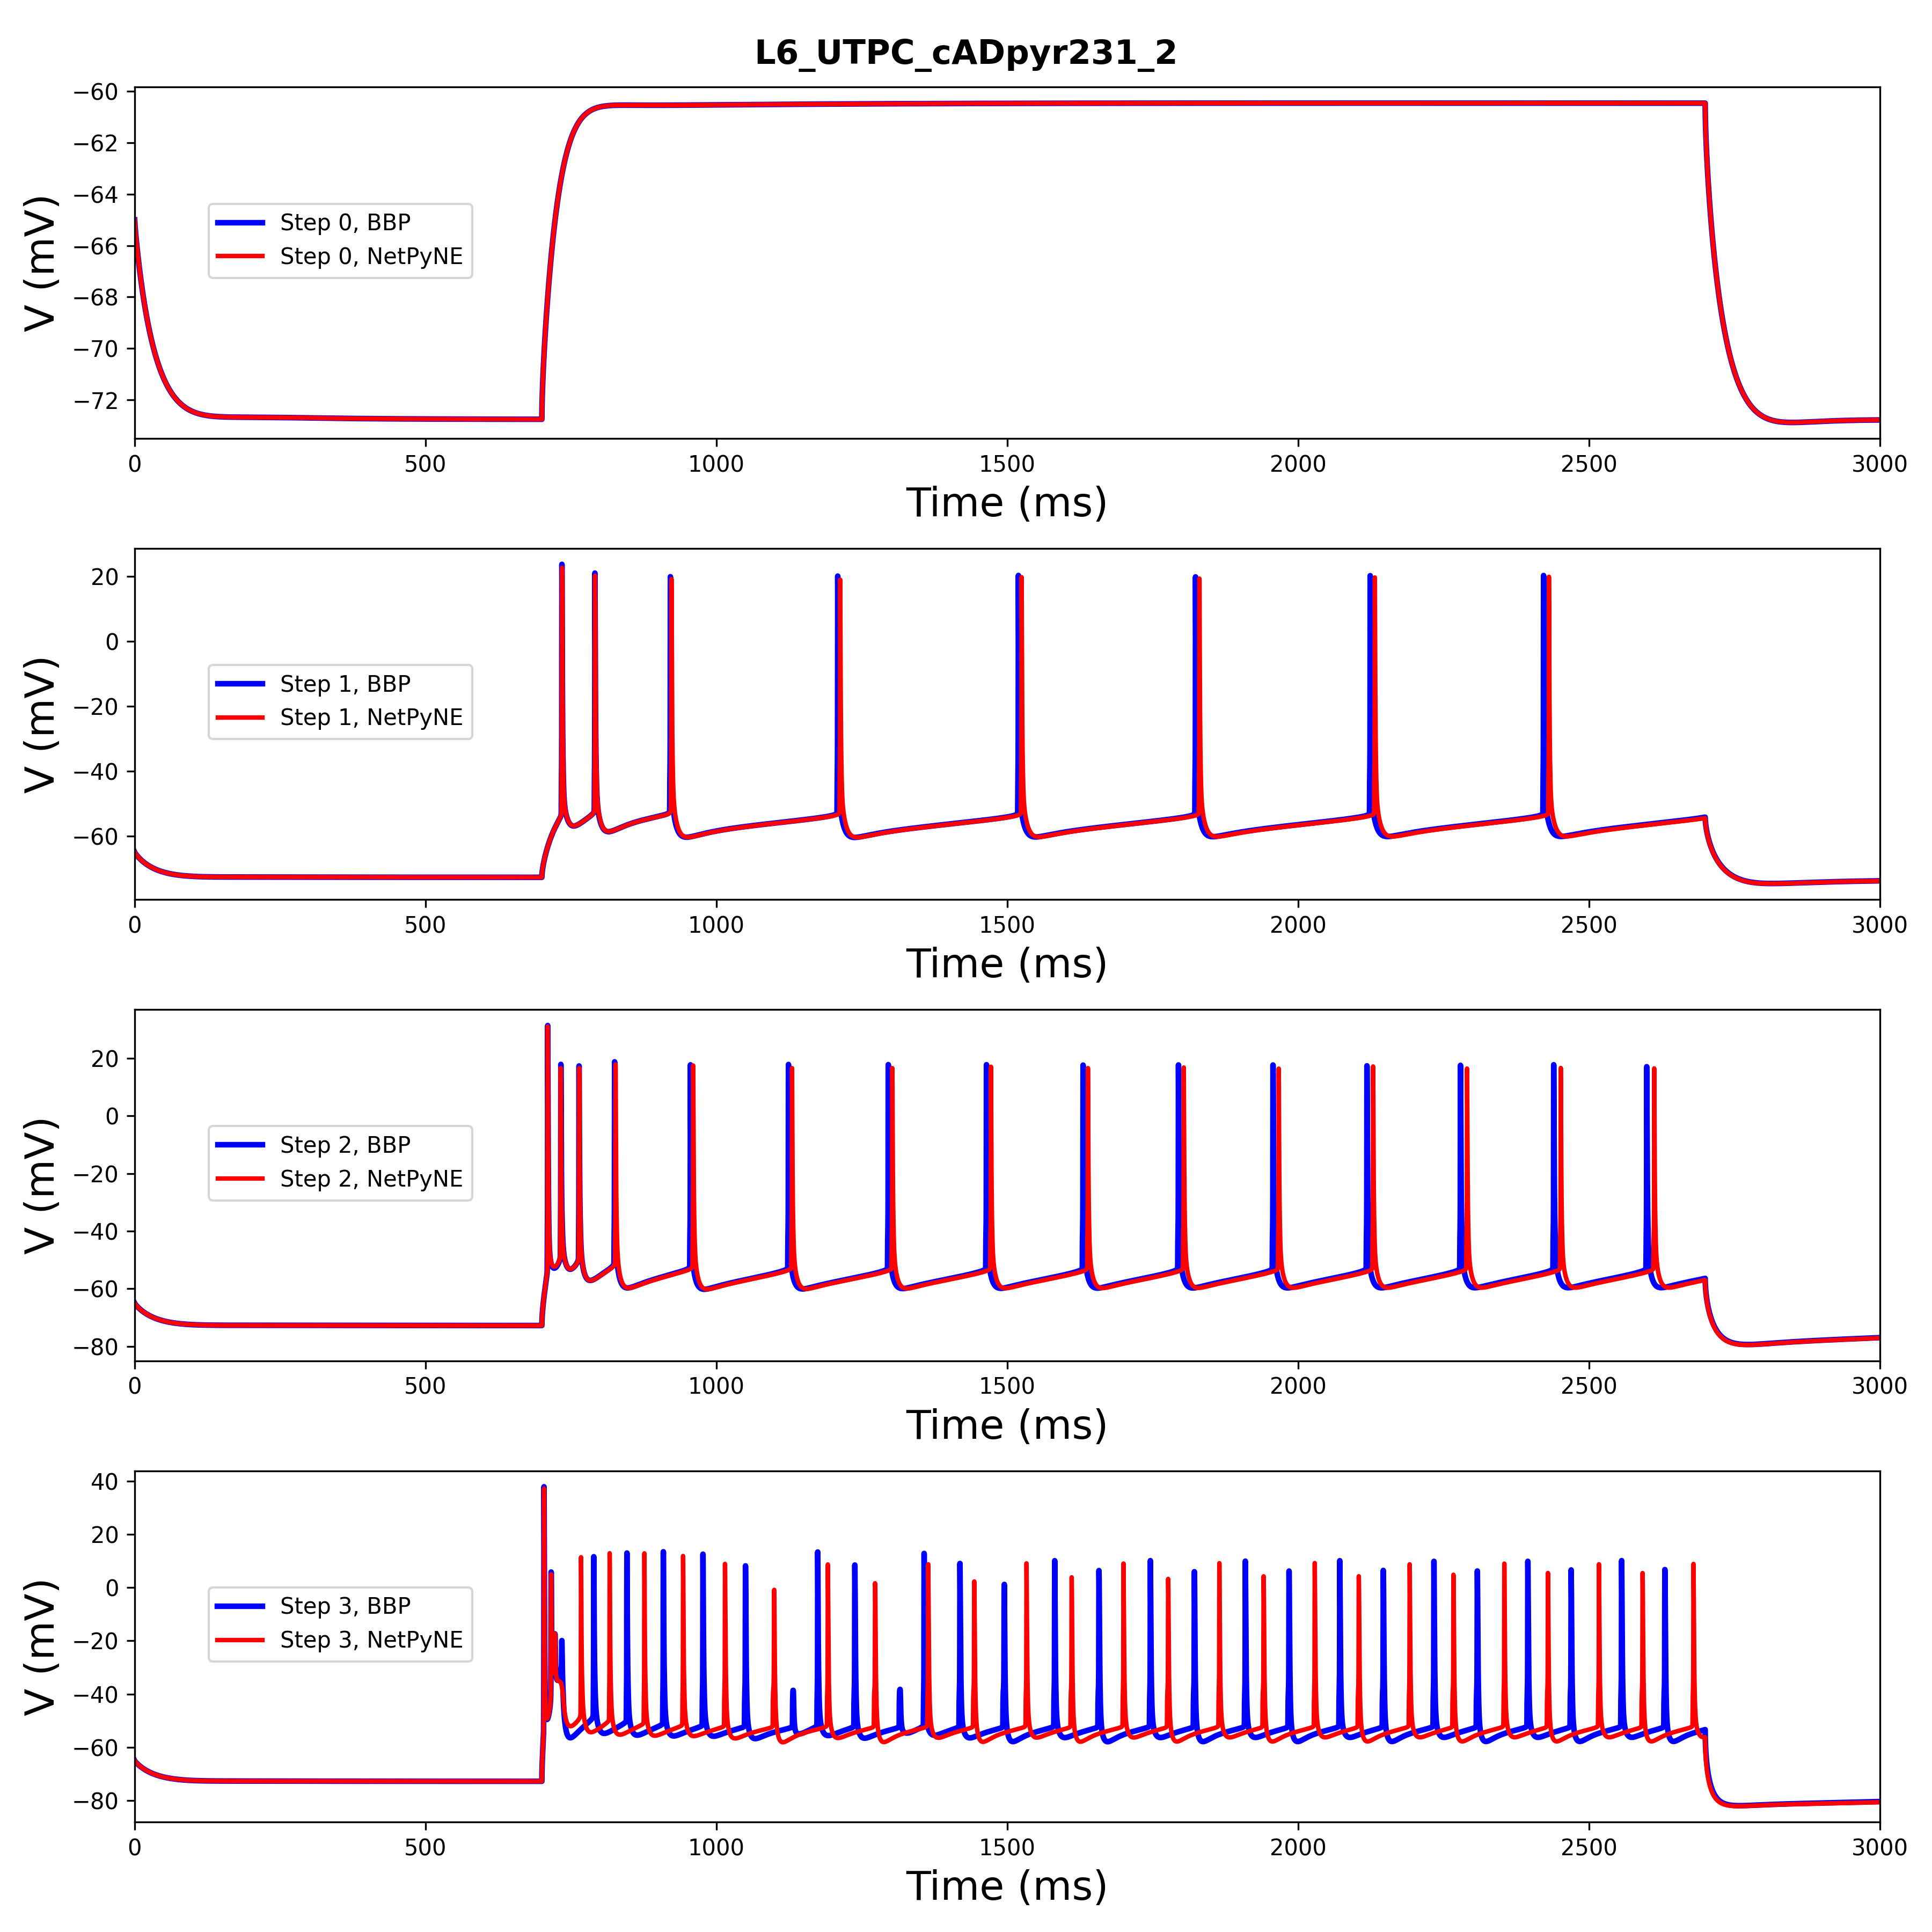 L6_UTPC_cADpyr231_2
−60
−62
−64
−66
−68
−70
−72
V (mV)
Step 0, BBP
Step 0, NetPyNE
0 500 1000 1500 2000 2500 3000
Time (ms)
20
0
−20
−40
−60
V (mV)
Step 1, BBP
Step 1, NetPyNE
0 500 1000 1500 2000 2500 3000
Time (ms)
20
0
−20
−40
−60
−80
V (mV)
Step 2, BBP
Step 2, NetPyNE
0 500 1000 1500 2000 2500 3000
Time (ms)
40
20
0
−20
−40
−60
−80
V (mV)
Step 3, BBP
Step 3, NetPyNE
0 500 1000 1500 2000 2500 3000
Time (ms)